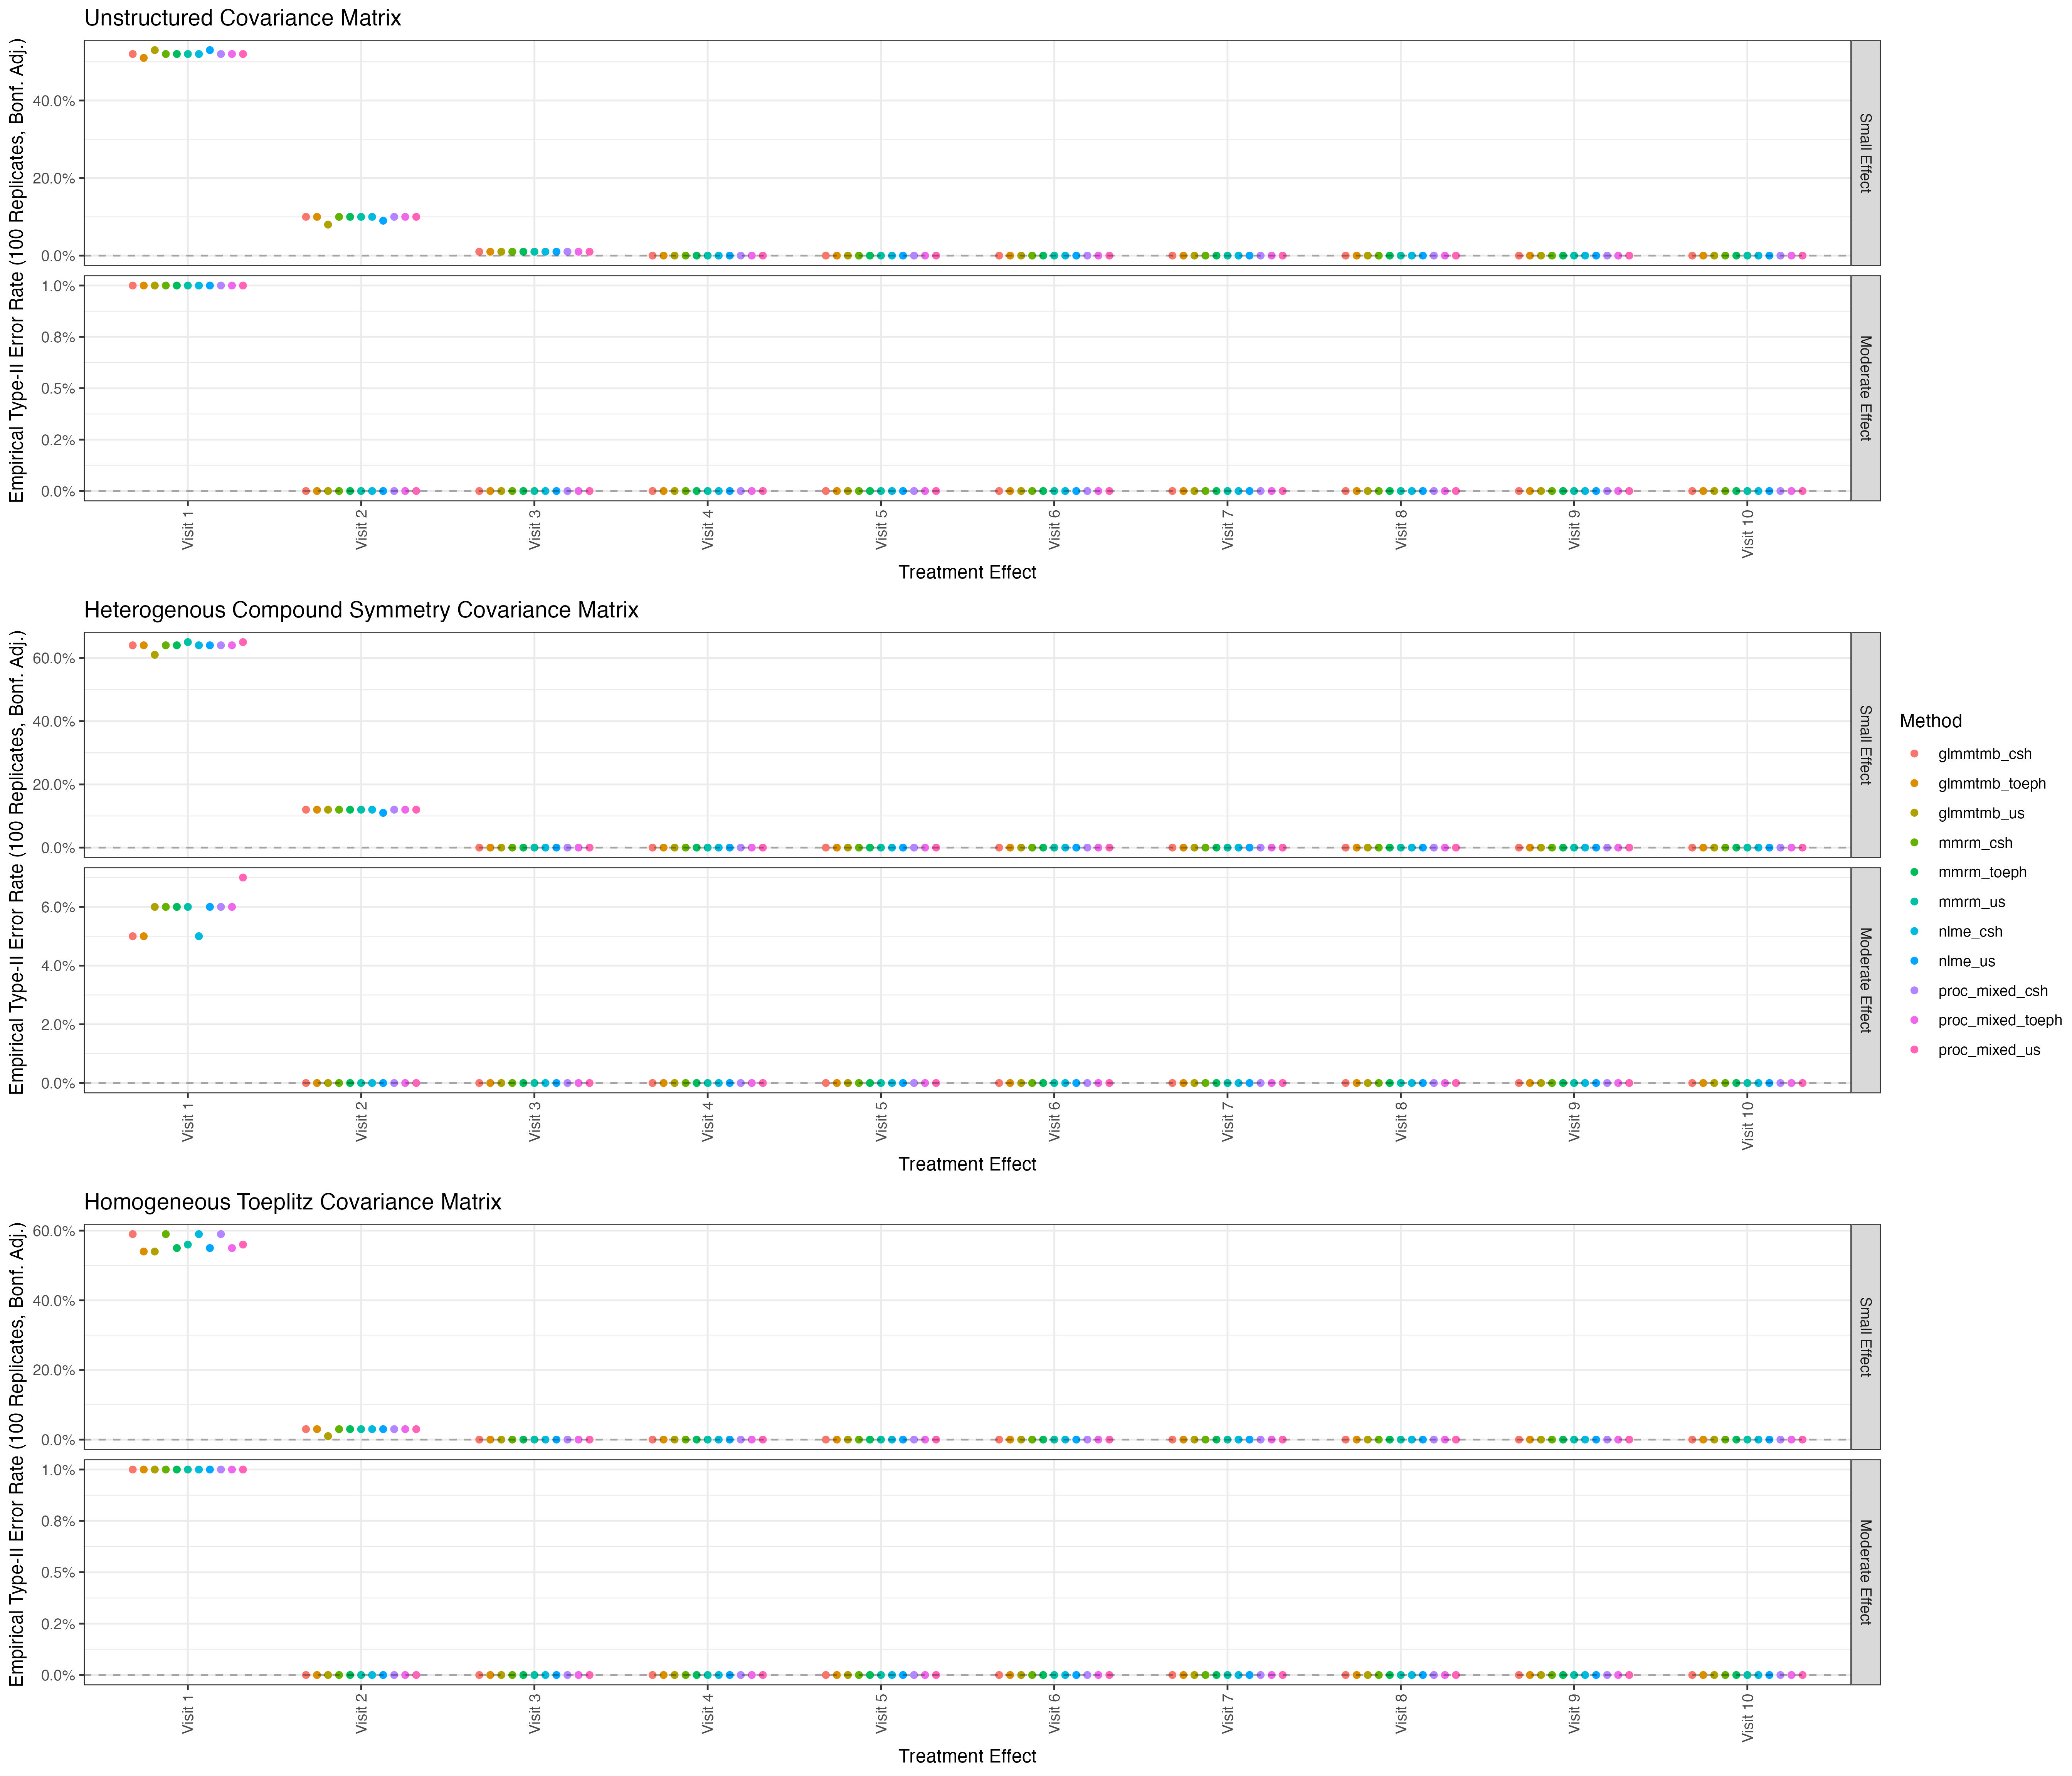 Unstructured Covariance Matrix
Empirical Type-II Error Rate (100 Replicates, Bonf. Adj.)
40.0%
20.0%
0.0%
Small Effect
1.0%
0.8%
0.5%
0.2%
0.0%
Moderate Effect
Visit 1 Visit 2 Visit 3 Visit 4 Visit 5 Visit 6 Visit 7 Visit 8 Visit 9 Visit 10
Treatment Effect
Heterogenous Compound Symmetry Covariance Matrix
Empirical Type-II Error Rate (100 Replicates, Bonf. Adj.)
60.0%
40.0%
20.0%
0.0%
Small Effect
6.0%
4.0%
2.0%
0.0%
Moderate Effect
Visit 1 Visit 2 Visit 3 Visit 4 Visit 5 Visit 6 Visit 7 Visit 8 Visit 9 Visit 10
Treatment Effect
Homogeneous Toeplitz Covariance Matrix
Empirical Type-II Error Rate (100 Replicates, Bonf. Adj.)
60.0%
40.0%
20.0%
0.0%
Small Effect
1.0%
0.8%
0.5%
0.2%
0.0%
Moderate Effect
Visit 1 Visit 2 Visit 3 Visit 4 Visit 5 Visit 6 Visit 7 Visit 8 Visit 9 Visit 10
Treatment Effect
Method
glmmtmb_csh
glmmtmb_toeph
glmmtmb_us
mmrm_csh
mmrm_toeph
mmrm_us
nlme_csh
nlme_us
proc_mixed_csh
proc_mixed_toeph
proc_mixed_us